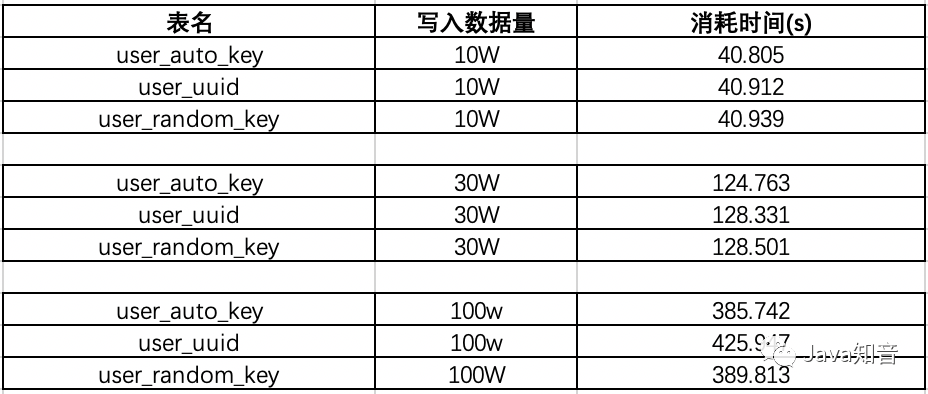 表名 写入数据量 消耗时间(s)
user_auto_key 10W 40.805
user_uuid 10W 40.912
user_random_key 10W 40.939
user_auto_key 30W 124.763
user_uuid 30W 128.331
user_random_key 30W 128.501
user_auto_key 100w 385.742
user_uuid 100w 425.947
user_random_key 100W 389.813
Java知音